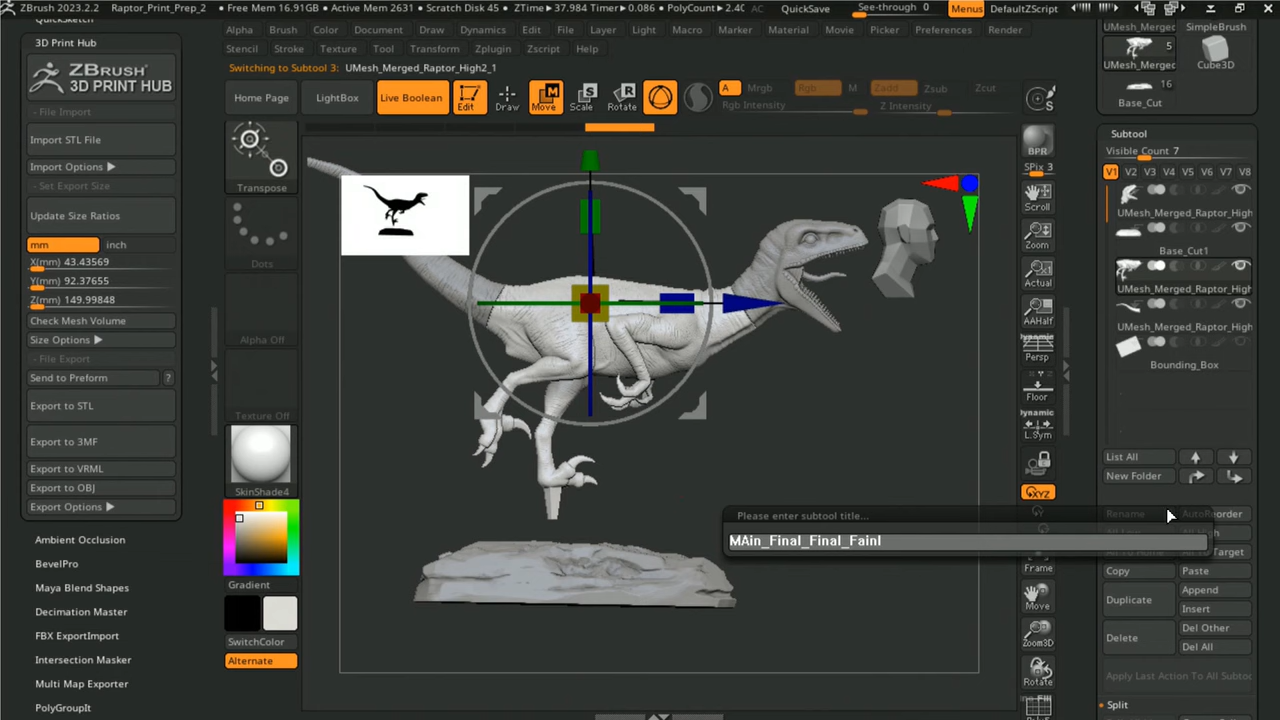 ZBrush 2023.2.2 Raptor_Print_Prep_2 • Free Mem 16.91GB • Active Mem 2631 • Scratch Disk 45 • ZTime▶37.984 Timer▶0.086 • PolyCount▶2.40 AC QuickSave See-through 0 Menus DefaultZScript
QuickSketch
3D Print Hub
ZBRUSH
3D PRINT HUB
- File Import
Import STL File
Import Options ▶
- Set Export Size
Update Size Ratios
mm inch
X(mm) 43.43569
Y(mm) 92.37655
Z(mm) 149.99848
Check Mesh Volume
Size Options ▶
- File Export
Send to Preform ?
Export to STL
Export to 3MF
Export to VRML
Export to OBJ
Export Options ▶
Ambient Occlusion
BevelPro
Maya Blend Shapes
Decimation Master
FBX ExportImport
Intersection Masker
Multi Map Exporter
PolyGroupIt
Alpha Brush Color Document Draw Dynamics Edit File Layer Light Macro Marker Material Movie Picker Preferences Render
Stencil Stroke Texture Tool Transform Zplugin Zscript Help
Switching to Subtool 3: UMesh_Merged_Raptor_High2_1
Home Page LightBox Live Boolean Edit Draw Move Scale Rotate
A Mrgb Rgb M Zadd Zsub Zcut
Rgb Intensity Z Intensity
Transpose
Dots
Alpha Off
Texture Off
SkinShade4
Gradient
SwitchColor
Alternate
Please enter subtool title...
MAin_Final_Final_Fainl
BPR
SPix 3
Scroll
Zoom
Actual
AAHalf
Dynamic
Persp
Floor
Dynamic
L.Sym
XYZ
Frame
Move
Zoom3D
Rotate
UMesh_Merged SimpleBrush
5
UMesh_Merged Cube3D
16
Base_Cut
Subtool
Visible Count 7
V1 V2 V3 V4 V5 V6 V7 V8
UMesh_Merged_Raptor_High
Base_Cut1
UMesh_Merged_Raptor_High
Bounding_Box
List All
New Folder
Rename AutoReorder
Copy Paste
Duplicate Append
Insert
Delete Del Other
Del All
Apply Last Action To All Subtoo
Split